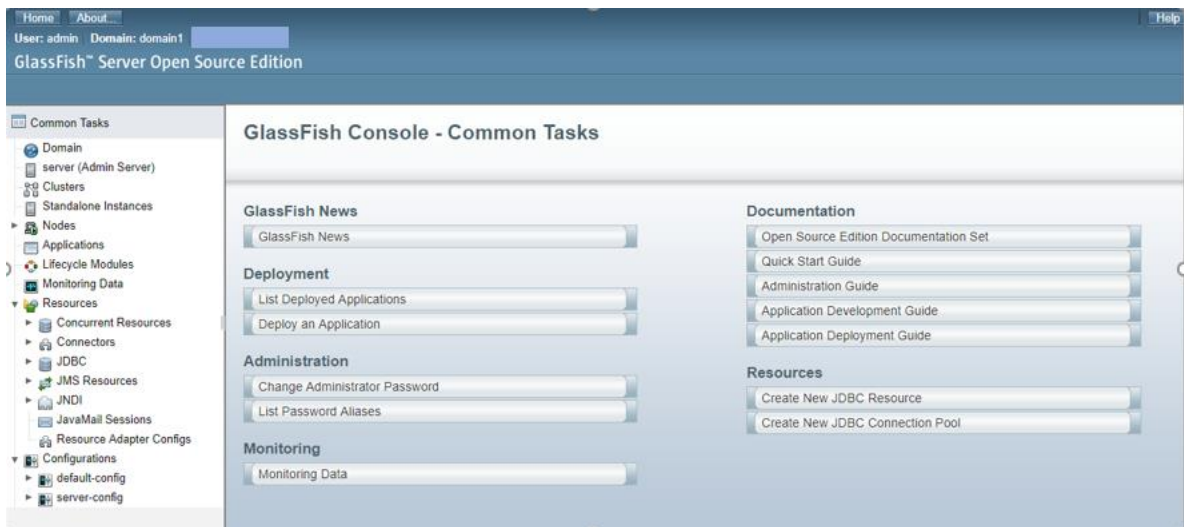 Home About...
Help
User: admin Domain: domain1
GlassFish™ Server Open Source Edition
Common Tasks
Domain
server (Admin Server)
Clusters
Standalone Instances
Nodes
Applications
Lifecycle Modules
Monitoring Data
Resources
Concurrent Resources
Connectors
JDBC
JMS Resources
JNDI
JavaMail Sessions
Resource Adapter Configs
Configurations
default-config
server-config
GlassFish Console - Common Tasks
GlassFish News
GlassFish News
Deployment
List Deployed Applications
Deploy an Application
Administration
Change Administrator Password
List Password Aliases
Monitoring
Monitoring Data
Documentation
Open Source Edition Documentation Set
Quick Start Guide
Administration Guide
Application Development Guide
Application Deployment Guide
Resources
Create New JDBC Resource
Create New JDBC Connection Pool